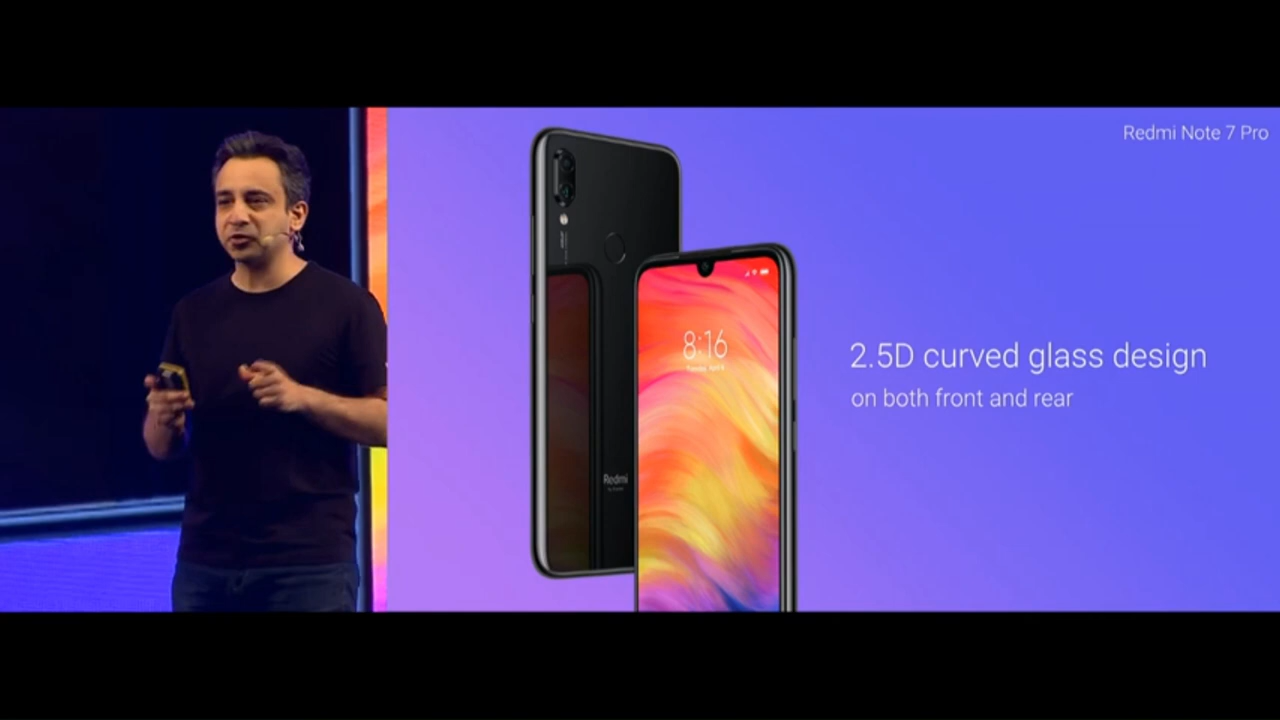 Redmi Note 7 Pro
8:16
Redmi
2.5D curved glass design
on both front and rear